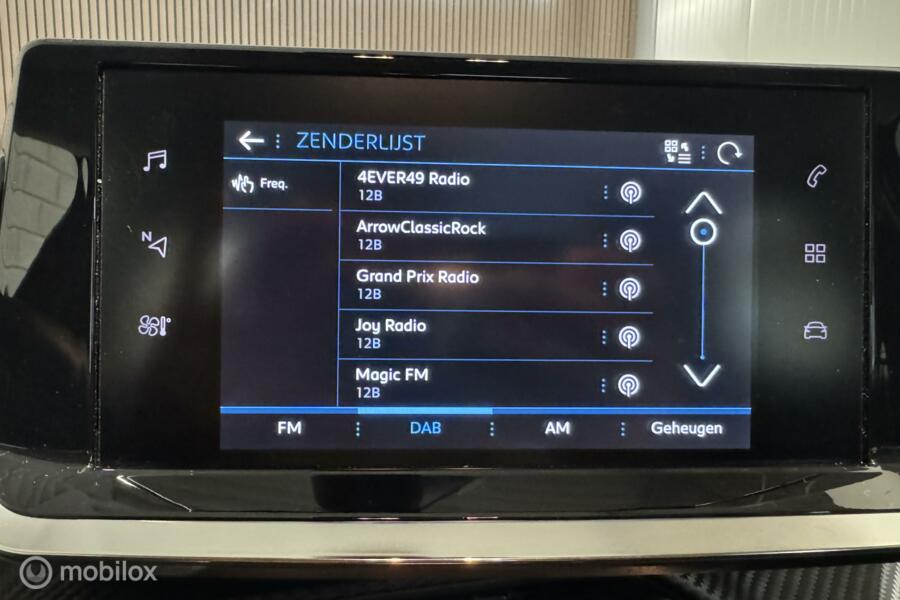 ZENDERLIJST
Freq.
4EVER49 Radio
12B
ArrowClassicRock
12B
Grand Prix Radio
12B
Joy Radio
12B
Magic FM
12B
FM
DAB
AM
Geheugen
N
mobilox